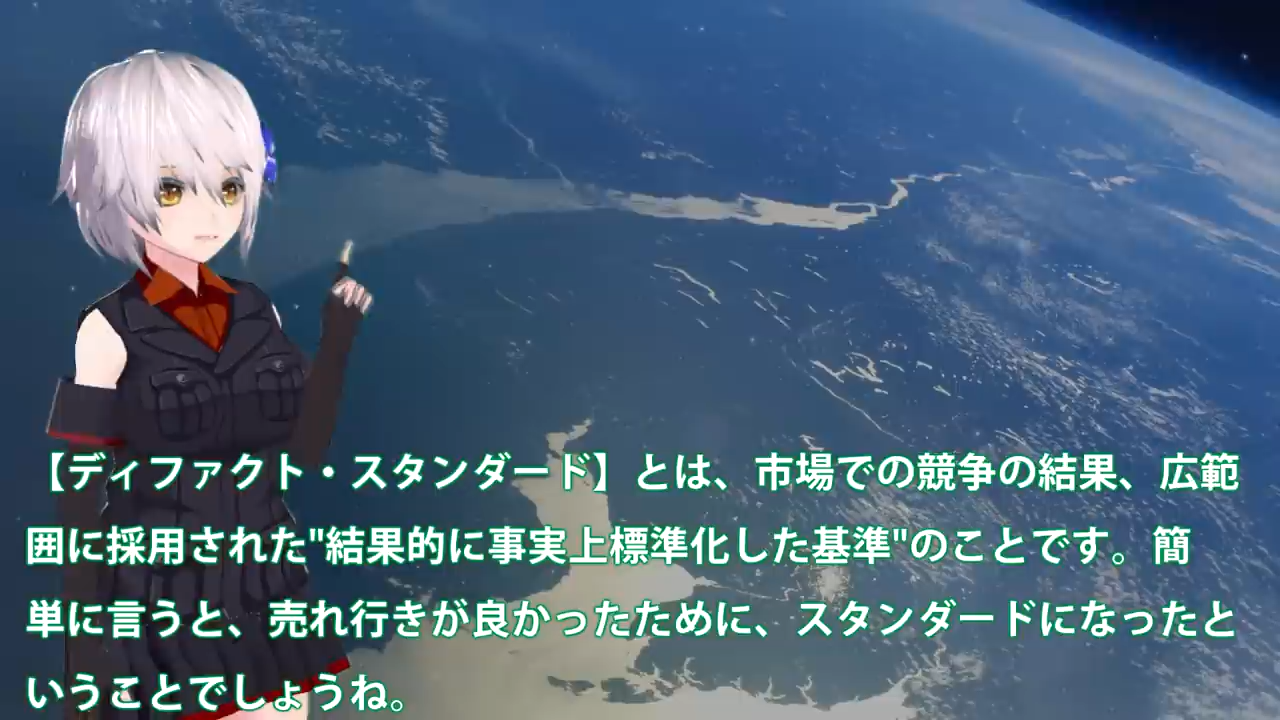 【ディファクト・スタンダード】とは、市場での競争の結果、広範
囲に採用された"結果的に事実上標準化した基準"のことです。簡
単に言うと、売れ行きが良かったために、スタンダードになったと
いうことでしょうね。